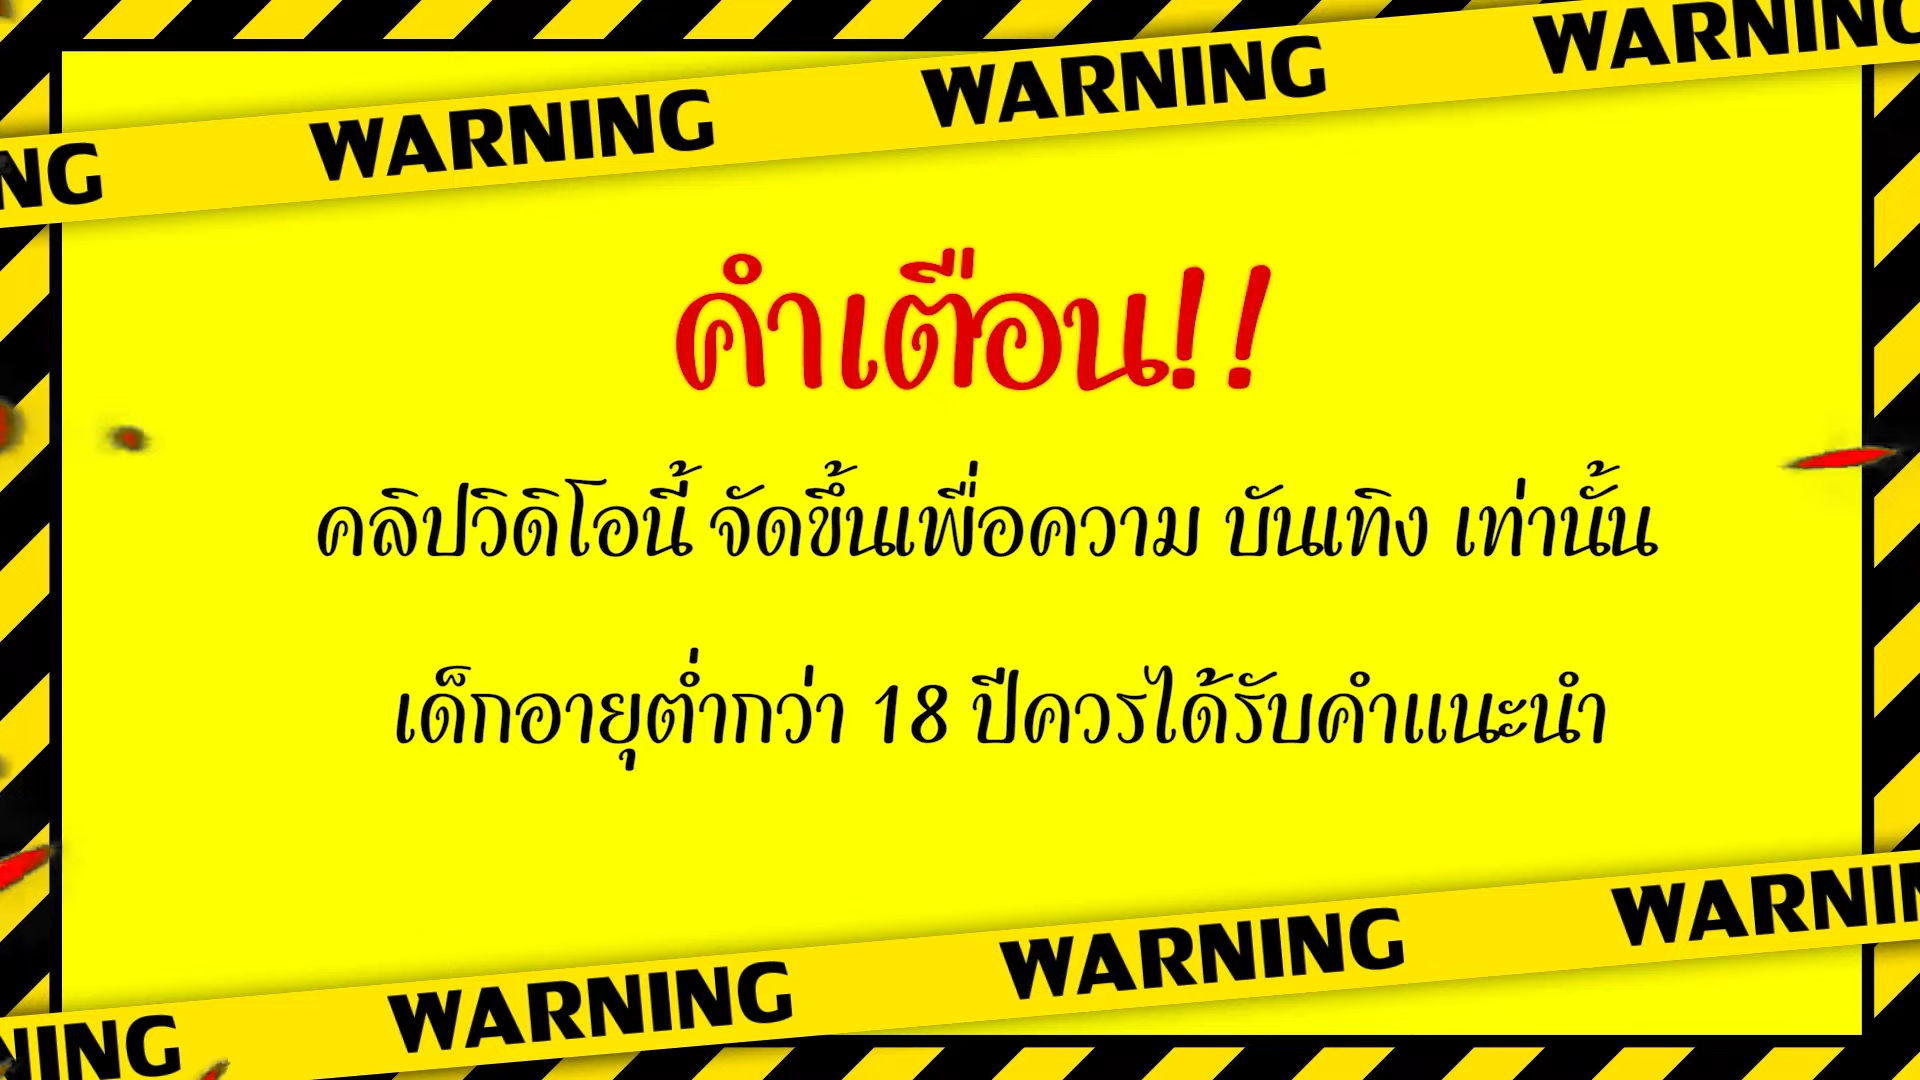 NG WARNING WARNING WARNING
คำเตือน!!
คลิปวิดิโอนี้ จัดขึ้นเพื่อความ บันเทิง เท่านั้น
เด็กอายุต่ำกว่า 18 ปีควรได้รับคำแนะนำ
NING WARNING WARNING WARNIN